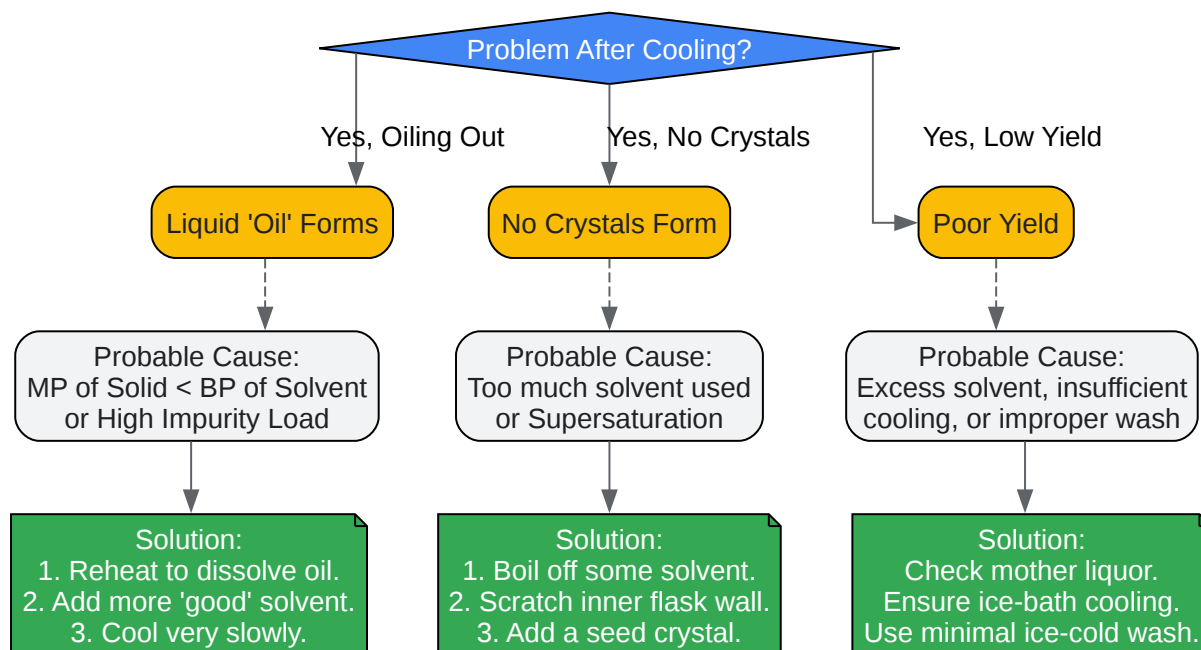 Problem After Cooling?
Yes, Oiling Out
Yes, No Crystals
Yes, Low Yield
Liquid 'Oil' Forms
No Crystals Form
Poor Yield
Probable Cause:
MP of Solid < BP of Solvent
or High Impurity Load
Probable Cause:
Too much solvent used
or Supersaturation
Probable Cause:
Excess solvent, insufficient
cooling, or improper wash
Solution:
1. Reheat to dissolve oil.
2. Add more 'good' solvent.
3. Cool very slowly.
Solution:
1. Boil off some solvent.
2. Scratch inner flask wall.
3. Add a seed crystal.
Solution:
Check mother liquor.
Ensure ice-bath cooling.
Use minimal ice-cold wash.